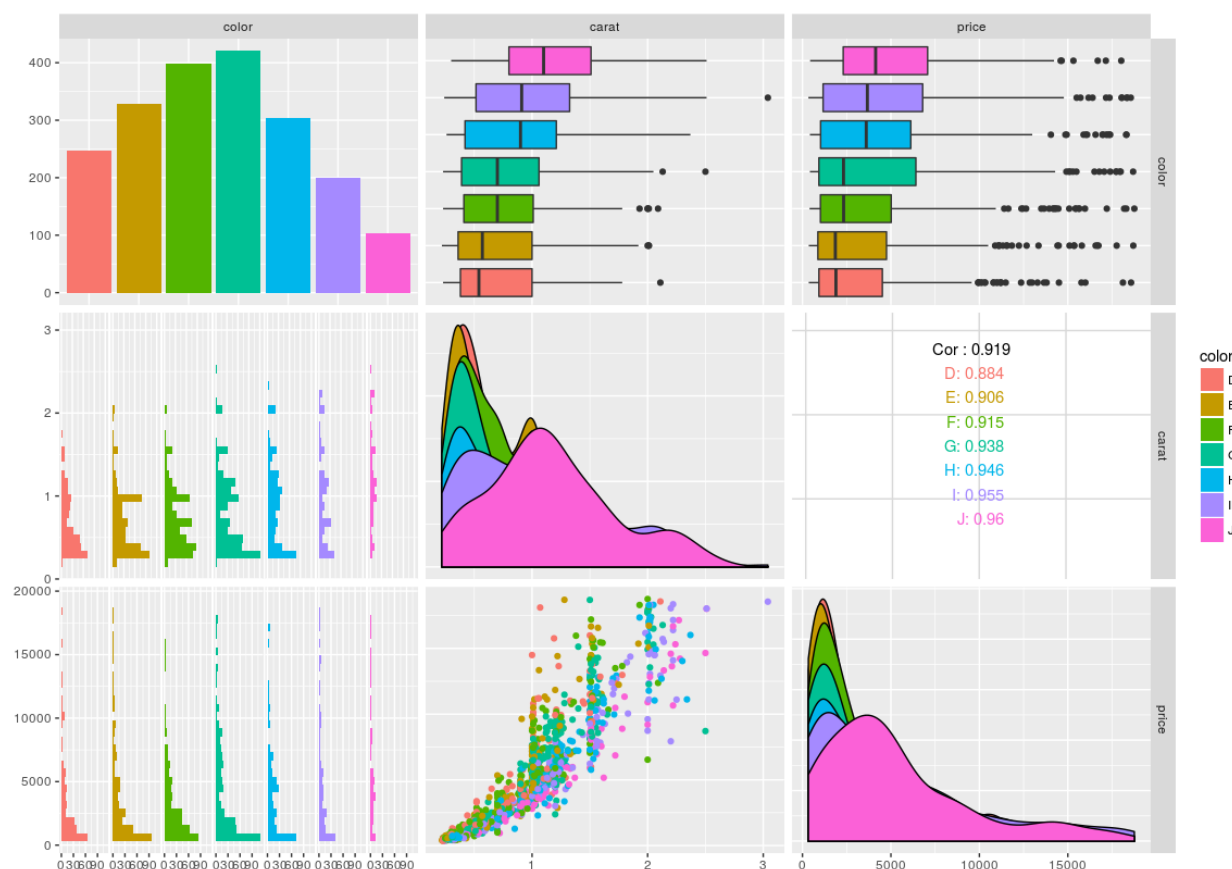 color carat price
400
300
200
100
0
color
3
2
1
0
Cor : 0.919
D: 0.884
E: 0.906
F: 0.915
G: 0.938
H: 0.946
I: 0.955
J: 0.96
carat
color
20000
15000
10000
5000
0
price
1 2 3
0 5000 10000 15000